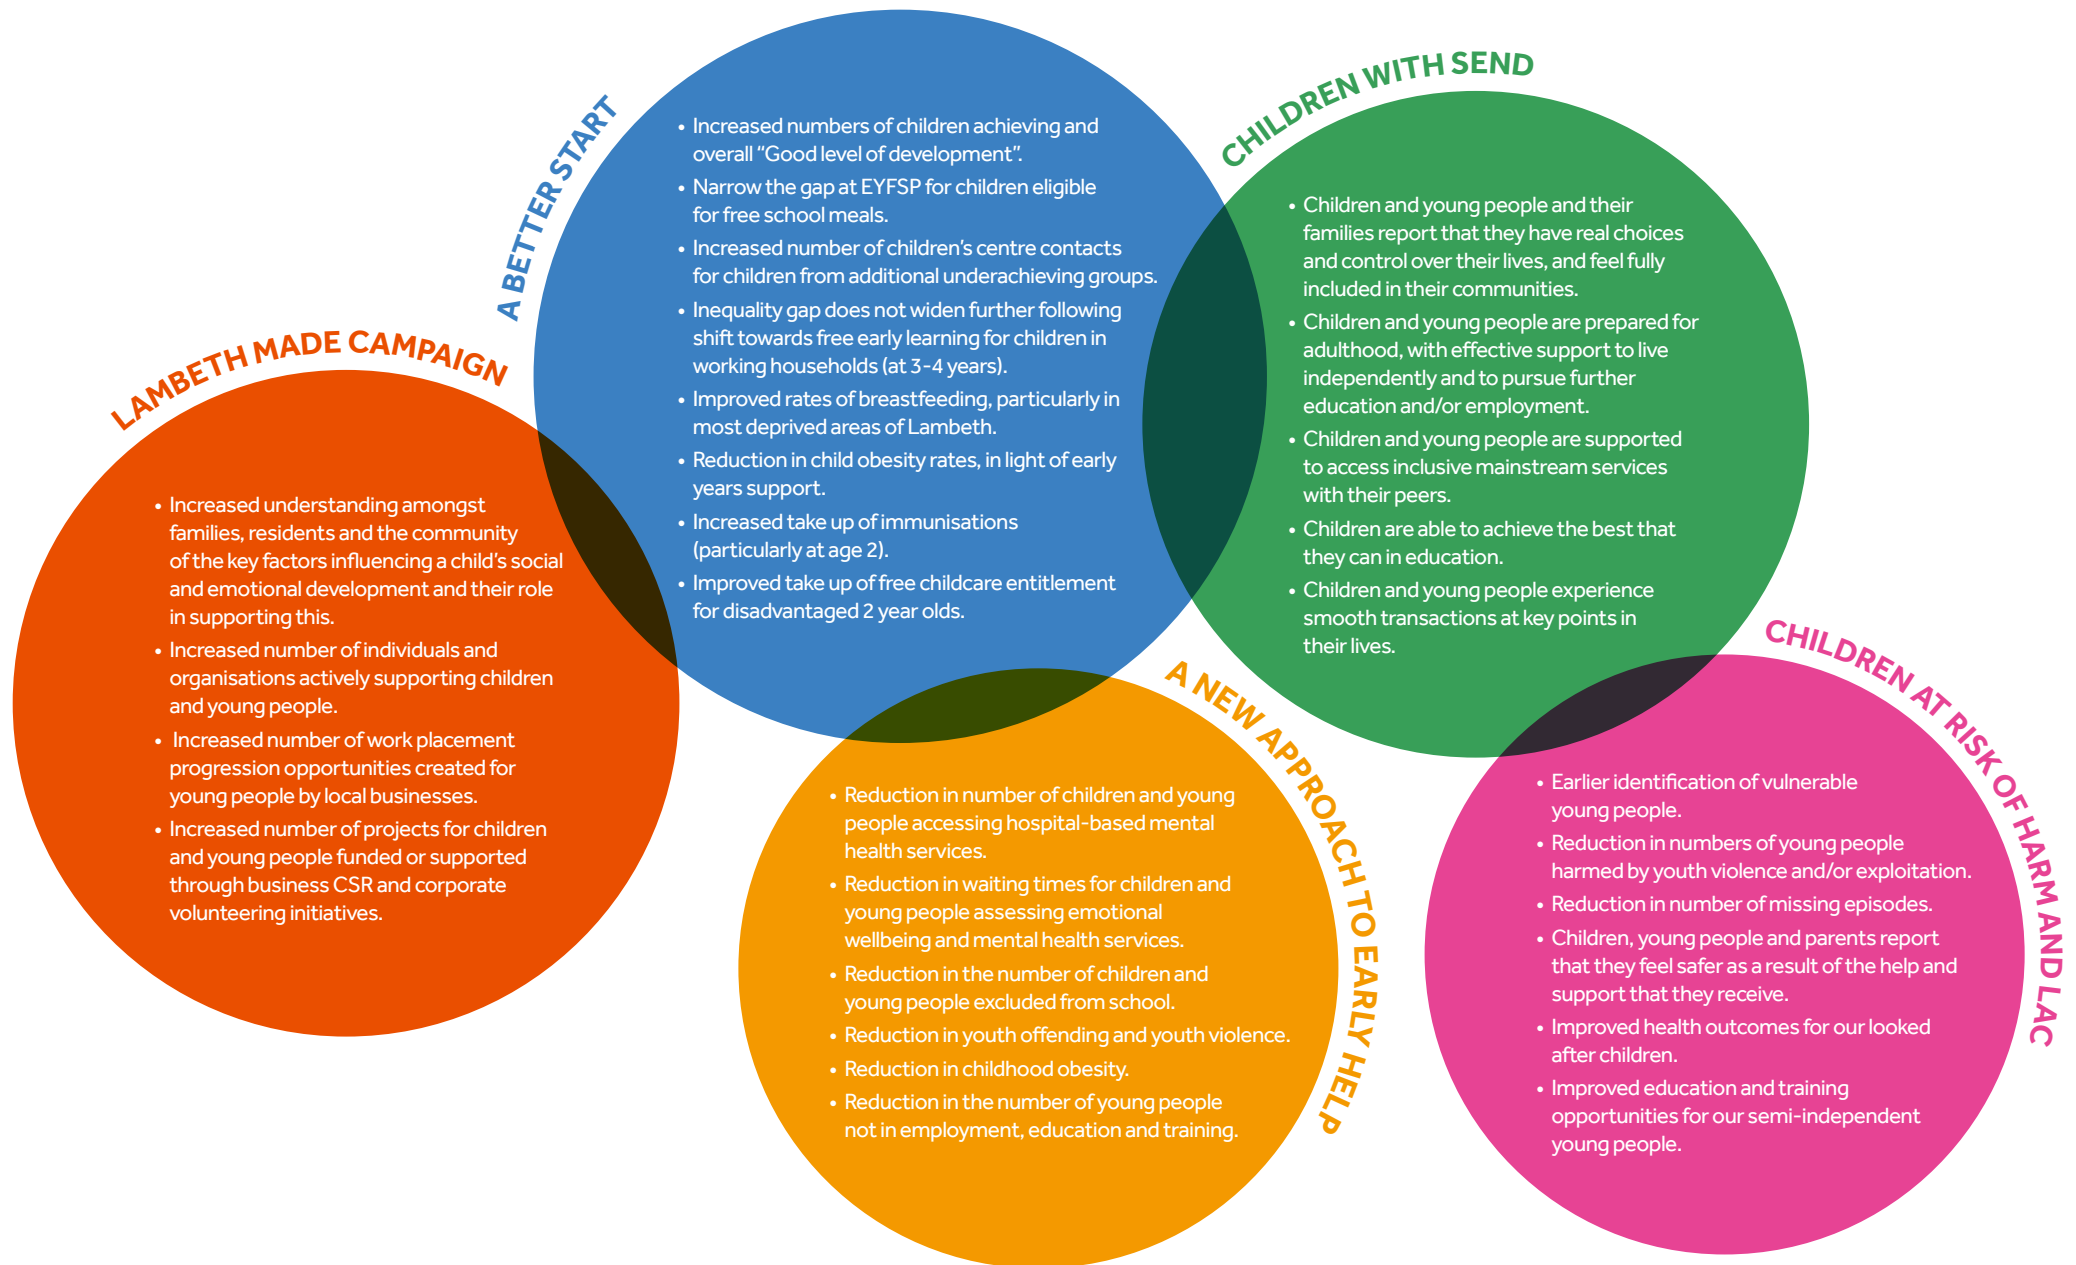 LAMBETH MADE CAMPAIGN
• Increased understanding amongst
families, residents and the community
of the key factors influencing a child's social
and emotional development and their role
in supporting this.
• Increased number of individuals and
organisations actively supporting children
and young people.
• Increased number of work placement
progression opportunities created for
young people by local businesses.
• Increased number of projects for children
and young people funded or supported
through business CSR and corporate
volunteering initiatives.
A BETTER START
• Increased numbers of children achieving and
overall "Good level of development".
• Narrow the gap at EYFSP for children eligible
for free school meals.
• Increased number of children's centre contacts
for children from additional underachieving groups.
• Inequality gap does not widen further following
shift towards free early learning for children in
working households (at 3-4 years).
• Improved rates of breastfeeding, particularly in
most deprived areas of Lambeth.
• Reduction in child obesity rates, in light of early
years support.
• Increased take up of immunisations
(particularly at age 2).
• Improved take up of free childcare entitlement
for disadvantaged 2 year olds.
CHILDREN WITH SEND
• Children and young people and their
families report that they have real choices
and control over their lives, and feel fully
included in their communities.
• Children and young people are prepared for
adulthood, with effective support to live
independently and to pursue further
education and/or employment.
• Children and young people are supported
to access inclusive mainstream services
with their peers.
• Children are able to achieve the best that
they can in education.
• Children and young people experience
smooth transactions at key points in
their lives.
A NEW APPROACH TO EARLY HELP
• Reduction in number of children and young
people accessing hospital-based mental
health services.
• Reduction in waiting times for children and
young people assessing emotional
wellbeing and mental health services.
• Reduction in the number of children and
young people excluded from school.
• Reduction in youth offending and youth violence.
• Reduction in childhood obesity.
• Reduction in the number of young people
not in employment, education and training.
CHILDREN AT RISK OF HARM AND LAC
• Earlier identification of vulnerable
young people.
• Reduction in numbers of young people
harmed by youth violence and/or exploitation.
• Reduction in number of missing episodes.
• Children, young people and parents report
that they feel safer as a result of the help and
support that they receive.
• Improved health outcomes for our looked
after children.
• Improved education and training
opportunities for our semi-independent
young people.